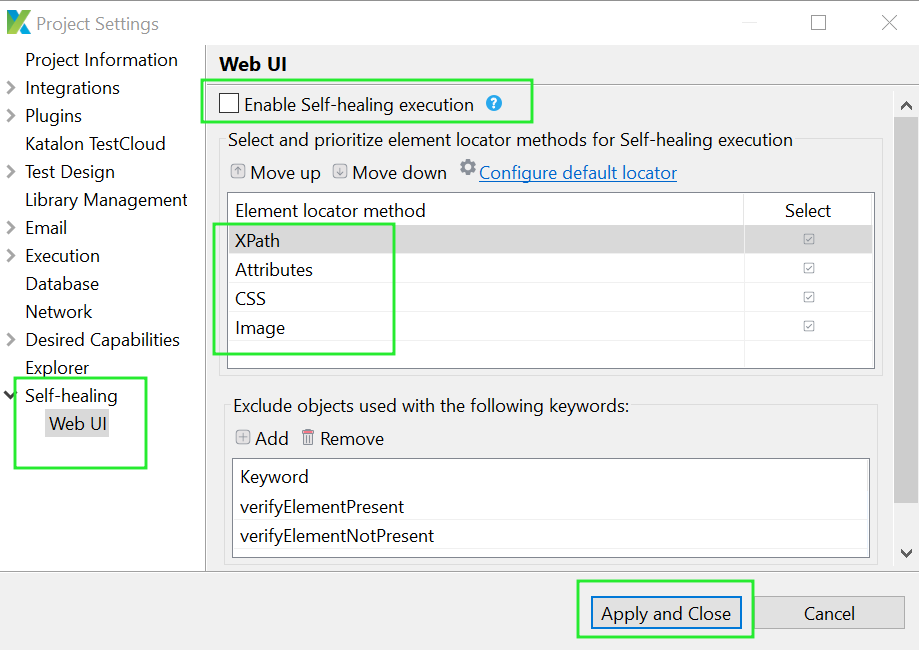 Project Settings
Project Information
Integrations
Plugins
Katalon TestCloud
Test Design
Library Management
Email
Execution
Database
Network
Desired Capabilities
Explorer
Self-healing
Web UI
Web UI
Enable Self-healing execution ?
Select and prioritize element locator methods for Self-healing execution
Move up Move down Configure default locator
Element locator method Select
XPath
Attributes
CSS
Image
Exclude objects used with the following keywords:
Add Remove
Keyword
verifyElementPresent
verifyElementNotPresent
Apply and Close Cancel